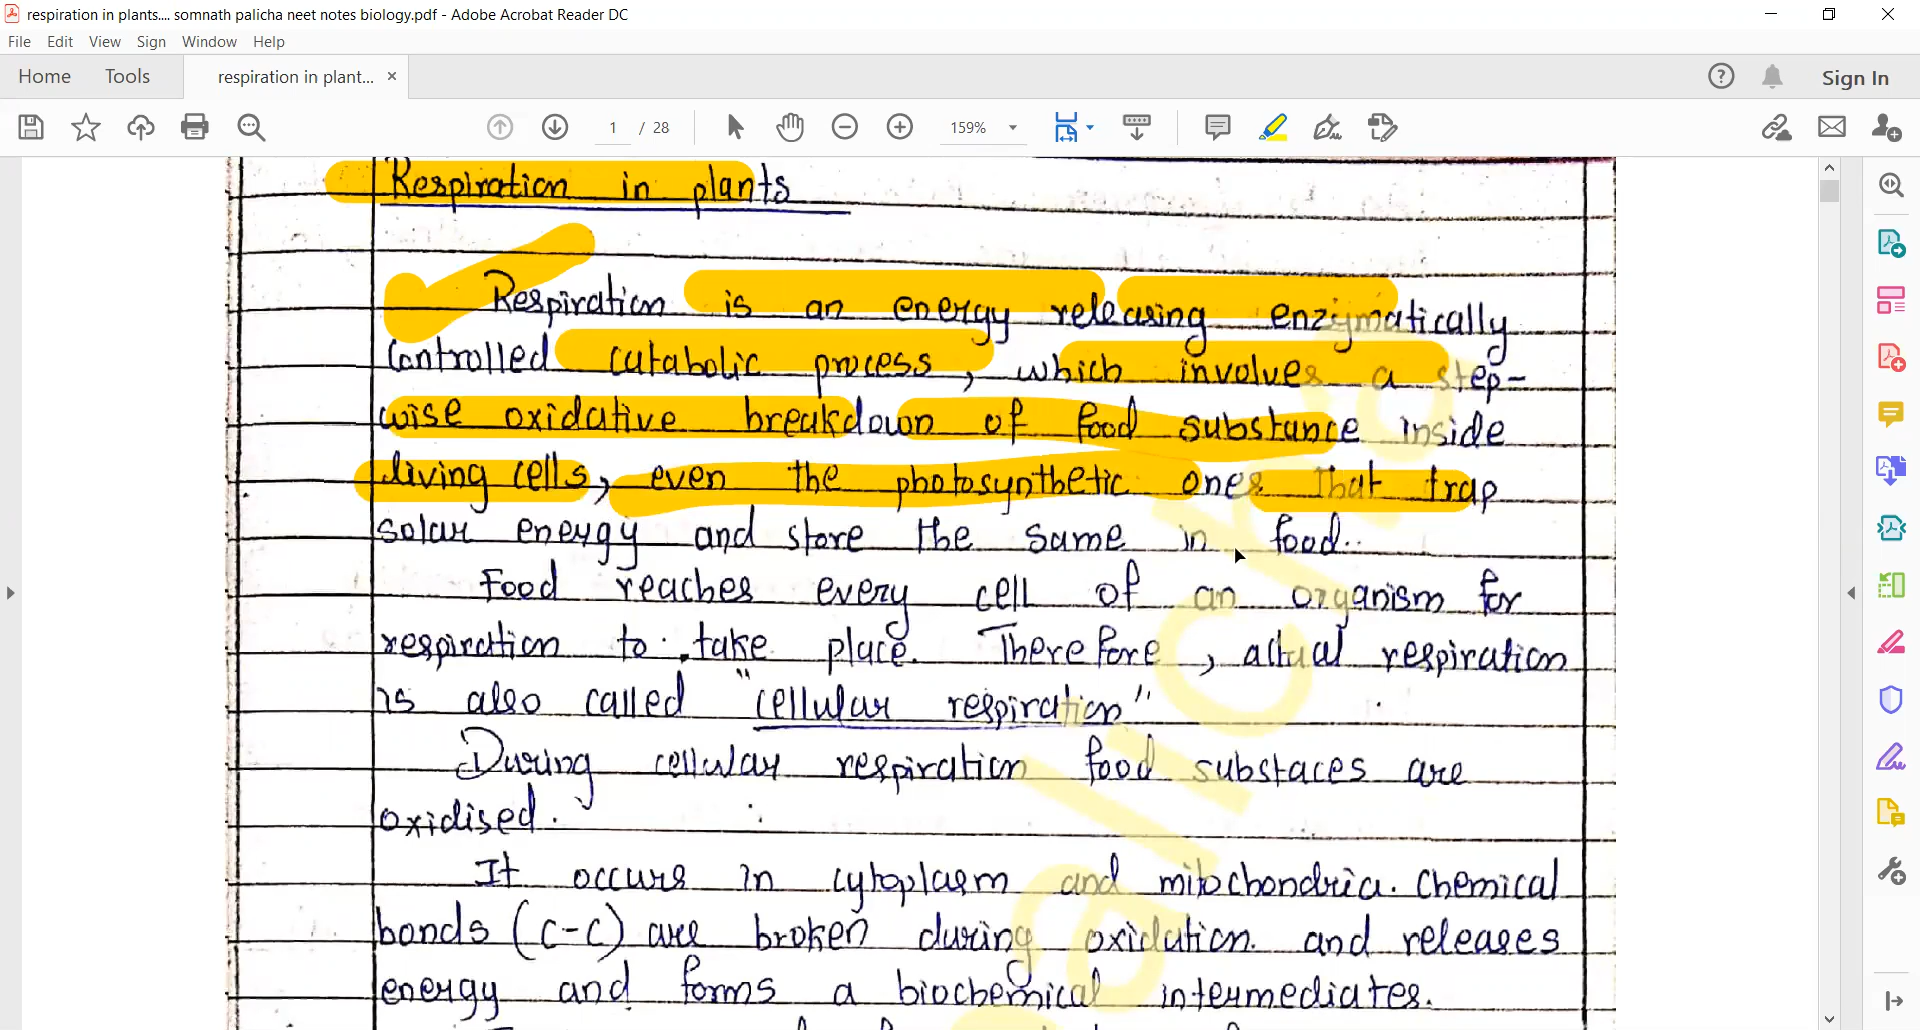 respiration in plants.... somnath palicha neet notes biology.pdf - Adobe Acrobat Reader DC
File Edit View Sign Window Help
Home Tools respiration in plant... × Sign In
1 / 28 159%
Respiration in plants
Respiration is an energy releasing enzymatically
controlled catabolic process, which involves a step-
wise oxidative breakdown of food substance inside
living cells, even the photosynthetic ones that trap
solar energy and store the same in food.
Food reaches every cell of an organism for
respiration to take place. Therefore, actual respiration
is also called "cellular respiration"
During cellular respiration food substaces are
oxidised.
It occurs in cytoplasm and mitochondria. Chemical
bonds (C-C) are broken during oxidation and releases
energy and forms a biochemical intermediates.